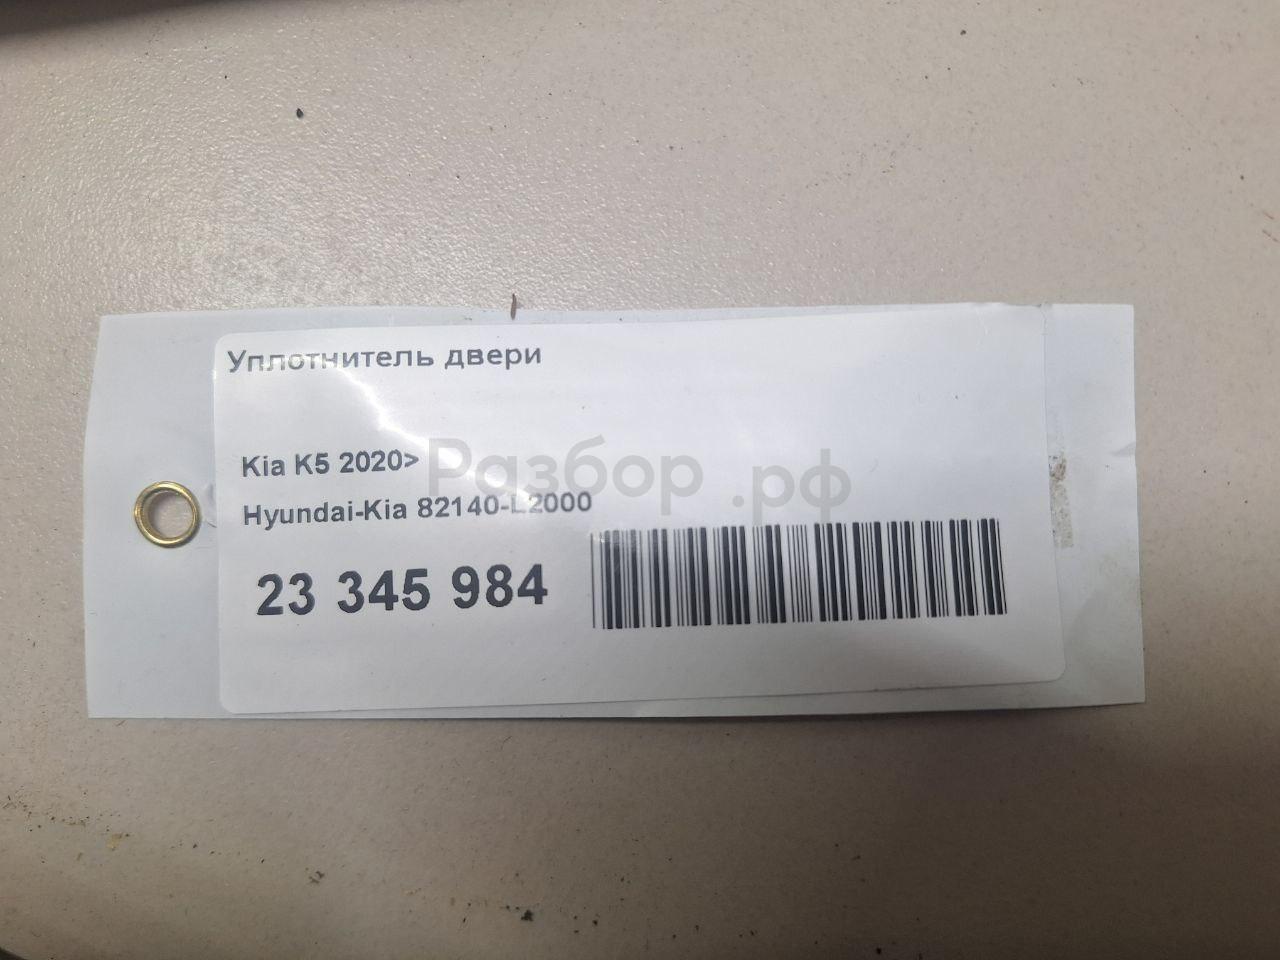 Уплотнитель двери
Kia K5 2020>
Разбор.рф
Hyundai-Kia 82140-L2000
23 345 984